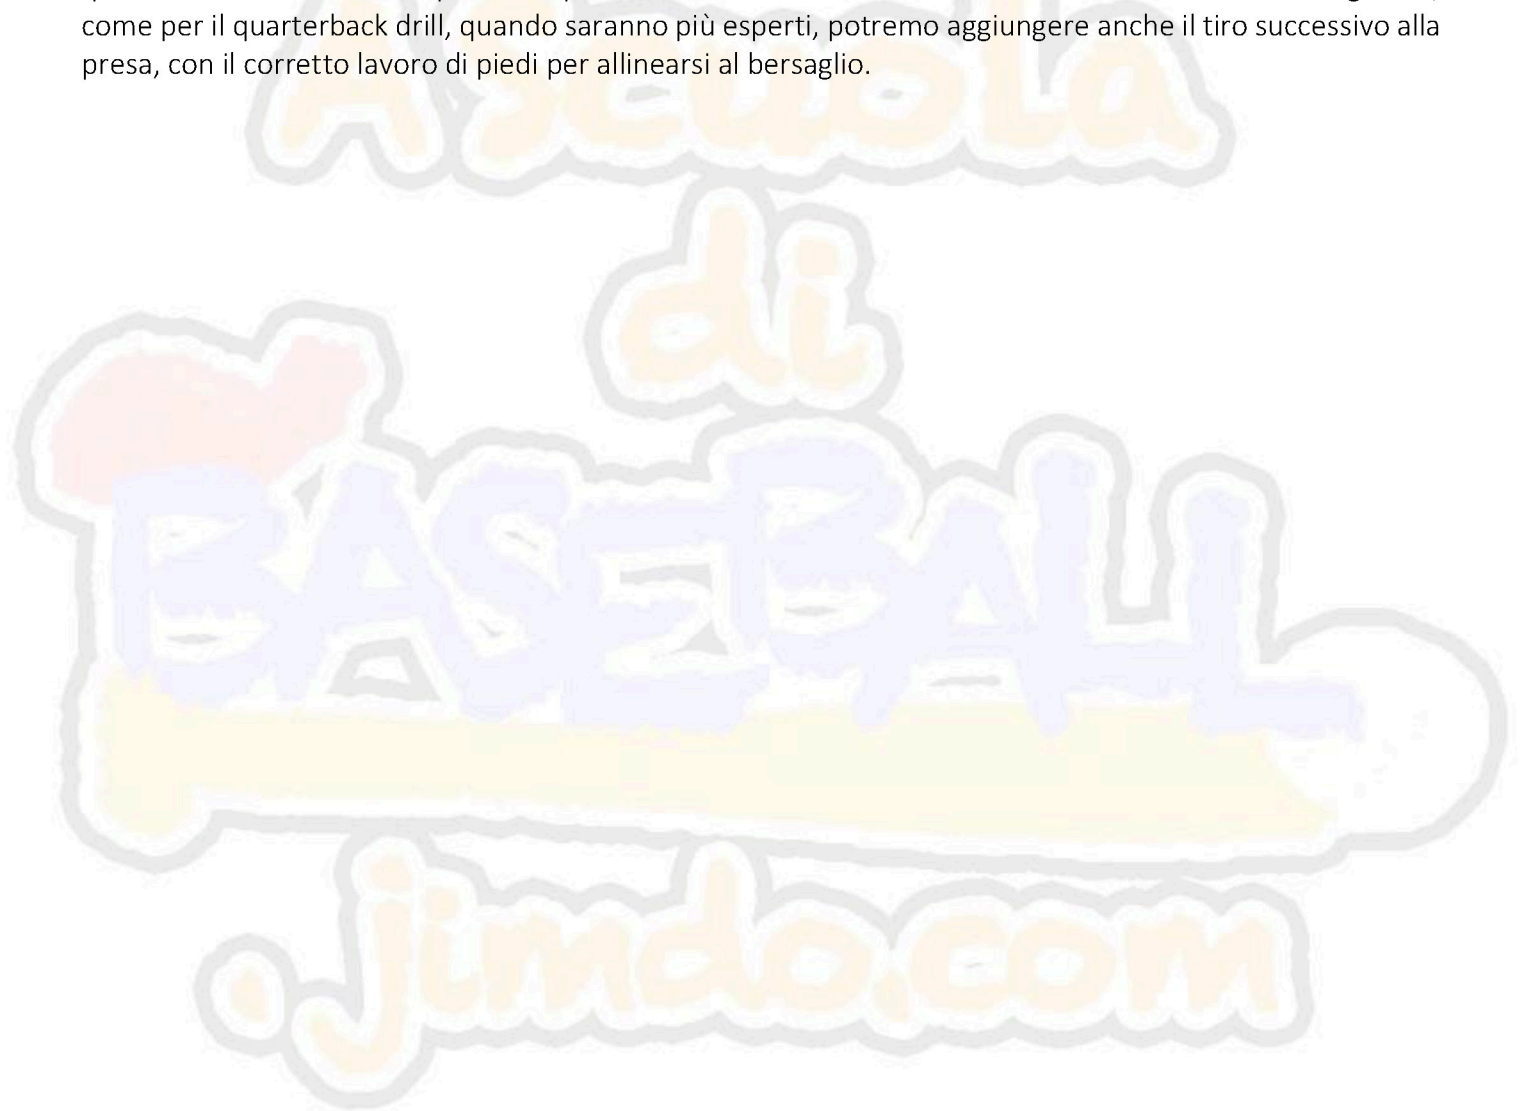 come per il quarterback drill, quando saranno più esperti, potremo aggiungere anche il tiro successivo alla
presa, con il corretto lavoro di piedi per allinearsi al bersaglio.
A scuola
di
BASEBALL
.jimdo.com